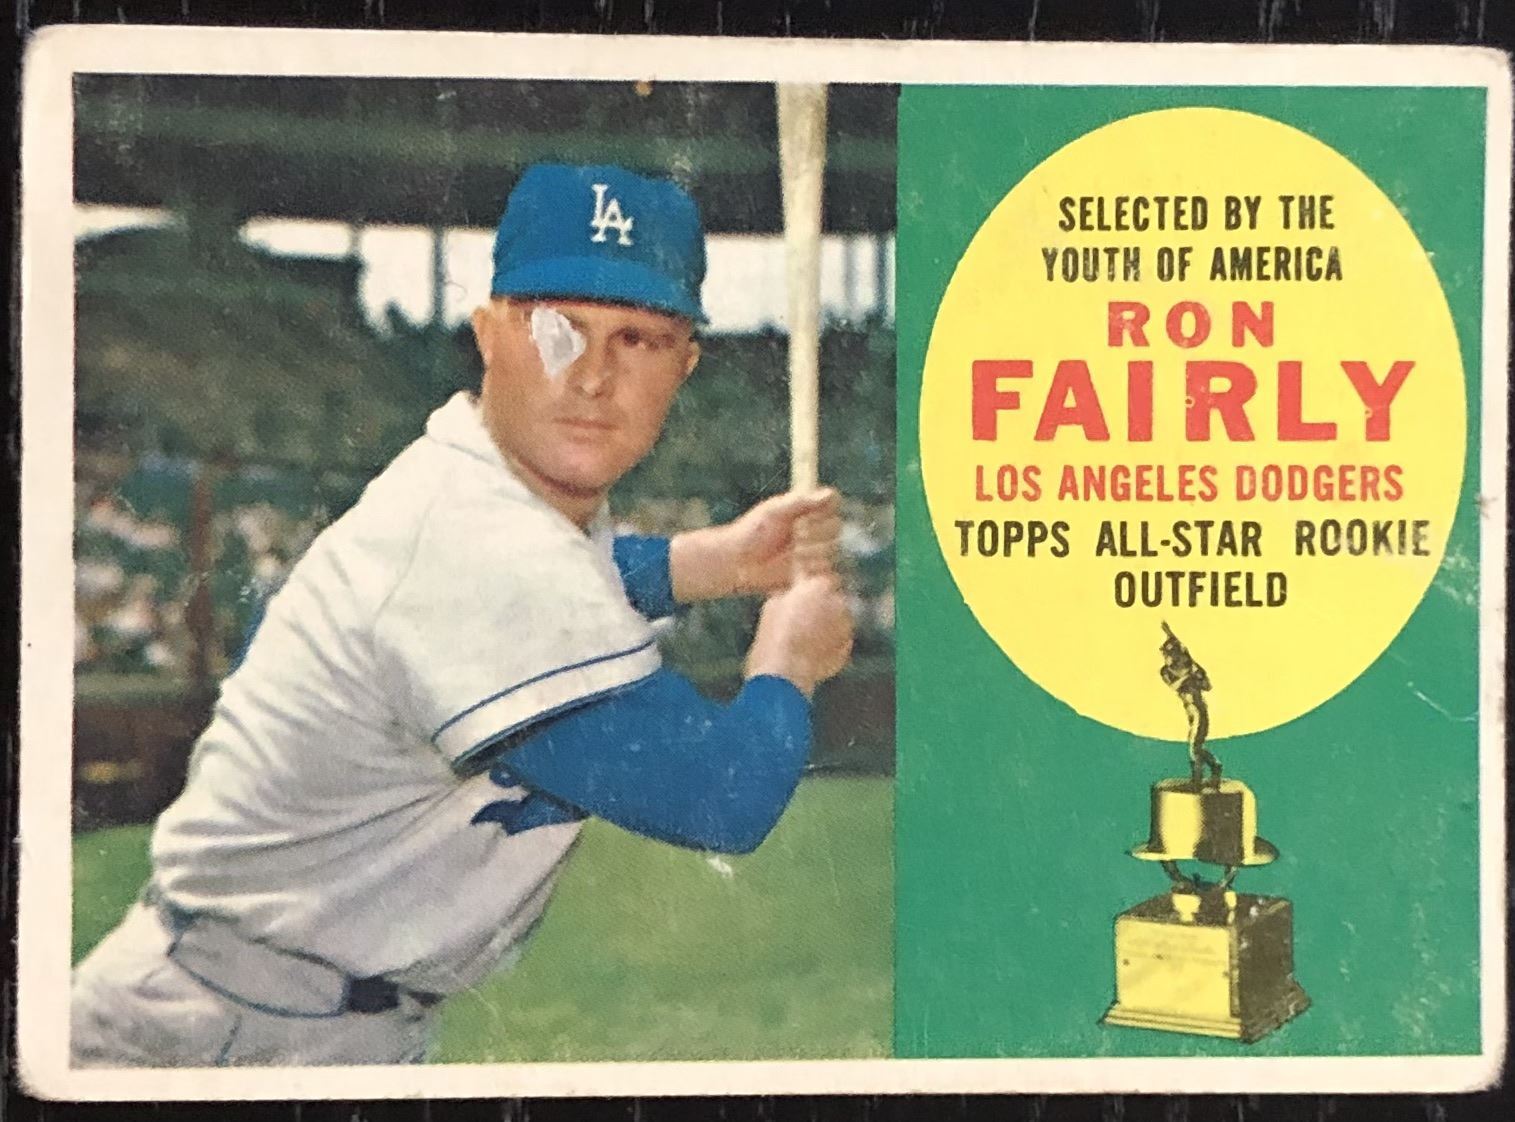 LA
SELECTED BY THE
YOUTH OF AMERICA
RON
FAIRLY
LOS ANGELES DODGERS
TOPPS ALL-STAR ROOKIE
OUTFIELD